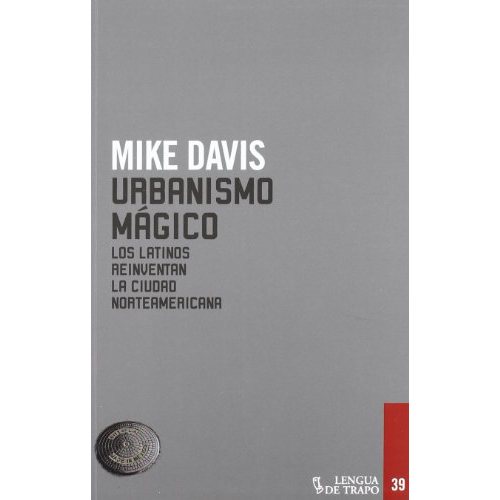 MIKE DAVIS
URBANISMO
MÁGICO
LOS LATINOS
REINVENTAN
LA CIUDAD
NORTEAMERICANA
LENGUA
DE TRAPO
39